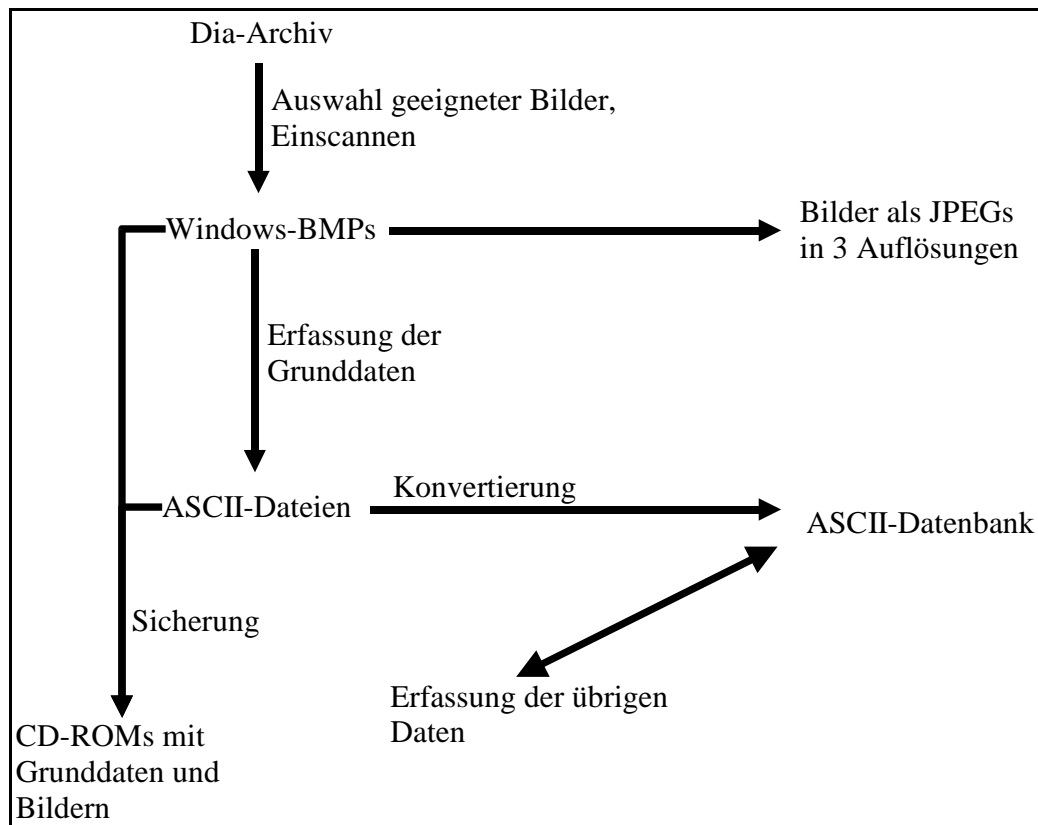 Dia-Archiv
Auswahl geeigneter Bilder,
Einscannen
Windows-BMPs
Bilder als JPEGs
in 3 Auflösungen
Erfassung der
Grunddaten
ASCII-Dateien
Konvertierung
ASCII-Datenbank
Sicherung
Erfassung der übrigen
Daten
CD-ROMs mit
Grunddaten und
Bildern